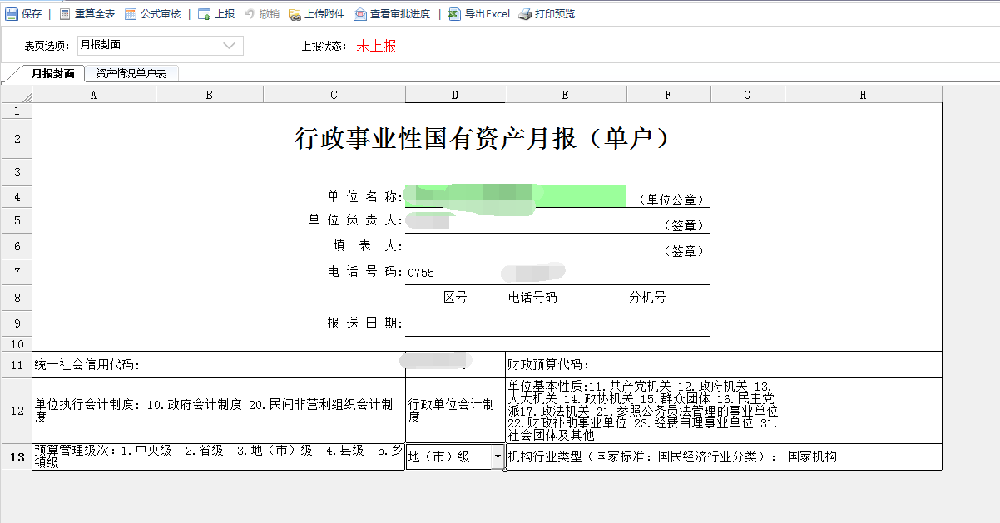 保存 | 重算全表 公式审核 | 上报 撤销 上传附件 查看审批进度 | 导出Excel 打印预览
表页选项: 月报封面 上报状态: 未上报
月报封面 资产情况单户表
A B C D E F G H
1
2 行政事业性国有资产月报（单户）
3
4 单 位 名 称: （单位公章）
5 单 位 负 责 人: （签章）
6 填 表 人: （签章）
7 电 话 号 码: 0755
8 区号 电话号码 分机号
9 报 送 日 期:
10
11 统一社会信用代码: 财政预算代码:
12 单位执行会计制度: 10.政府会计制度 20.民间非营利组织会计制
度
行政单位会计制
度
单位基本性质:11.共产党机关 12.政府机关 13.
人大机关 14.政协机关 15.群众团体 16.民主党
派17.政法机关 21.参照公务员法管理的事业单位
22.财政补助事业单位 23.经费自理事业单位 31.
社会团体及其他
13 预算管理级次: 1.中央级 2.省级 3.地（市）级 4.县级 5.乡
镇级
地（市）级 机构行业类型（国家标准: 国民经济行业分类）: 国家机构